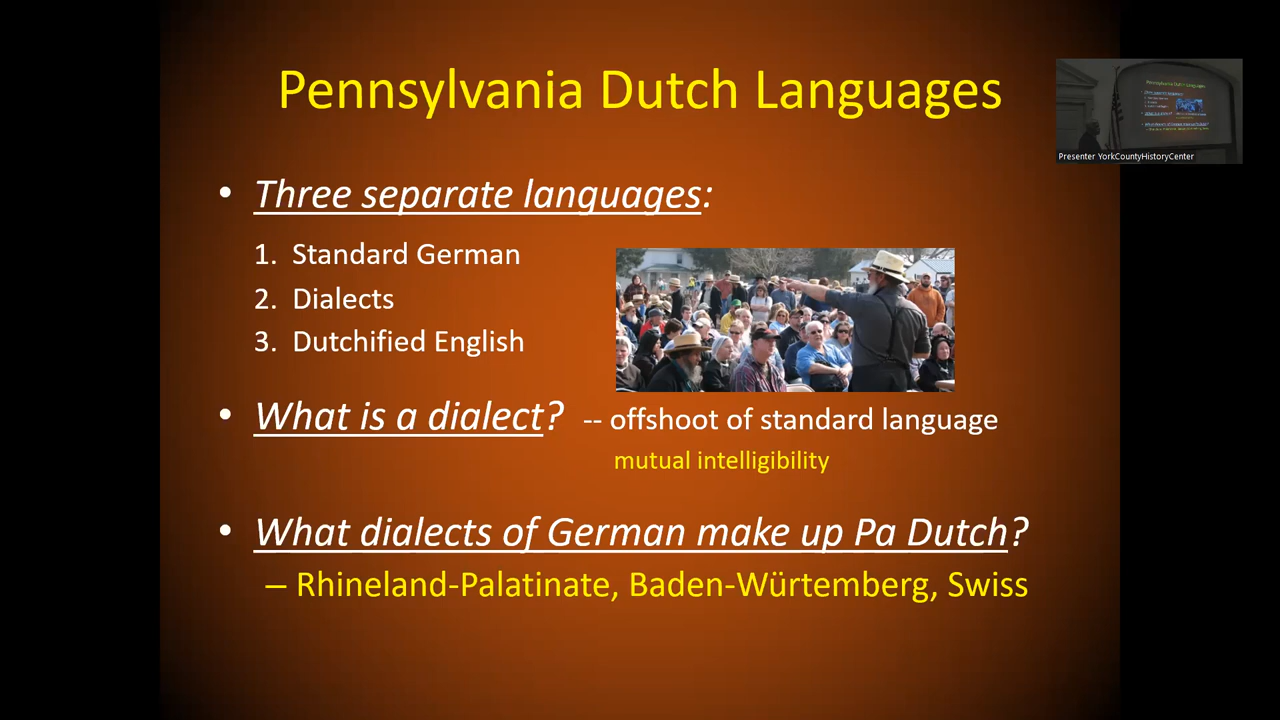 Pennsylvania Dutch Languages
Presenter YorkCountyHistoryCenter
• Three separate languages:
1. Standard German
2. Dialects
3. Dutchified English
• What is a dialect? -- offshoot of standard language
mutual intelligibility
• What dialects of German make up Pa Dutch?
– Rhineland-Palatinate, Baden-Würtemberg, Swiss